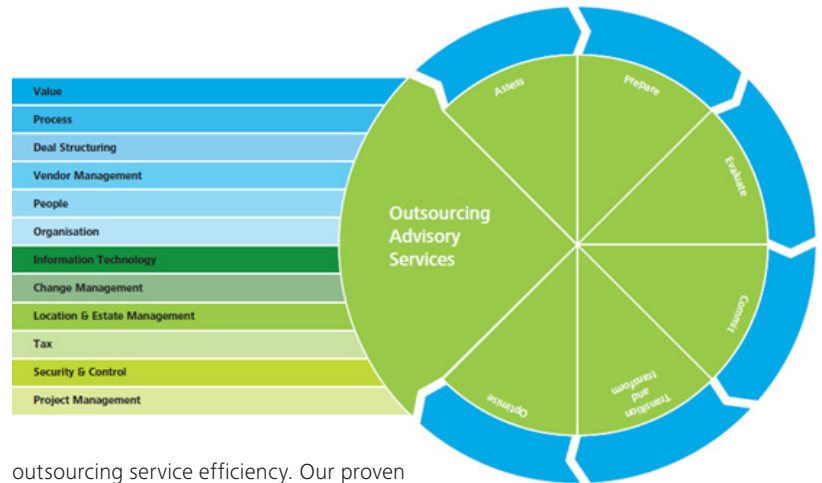 Value
Process
Deal Structuring
Vendor Management
People
Organisation
Information Technology
Change Management
Location & Estate Management
Tax
Security & Control
Project Management
Outsourcing
Advisory
Services
Assess
Prepare
Evaluate
Commit
Transition
and
transform
Optimise
outsourcing service efficiency. Our proven